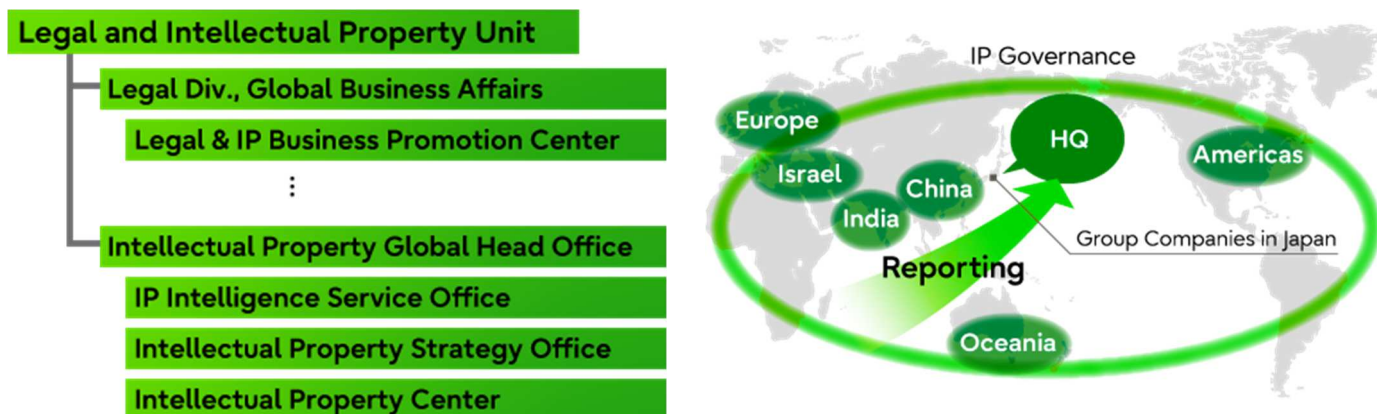 Legal and Intellectual Property Unit
Legal Div., Global Business Affairs
Legal & IP Business Promotion Center
⋮
Intellectual Property Global Head Office
IP Intelligence Service Office
Intellectual Property Strategy Office
Intellectual Property Center
IP Governance
Europe
HQ
Americas
Israel
China
India
Group Companies in Japan
Reporting
Oceania